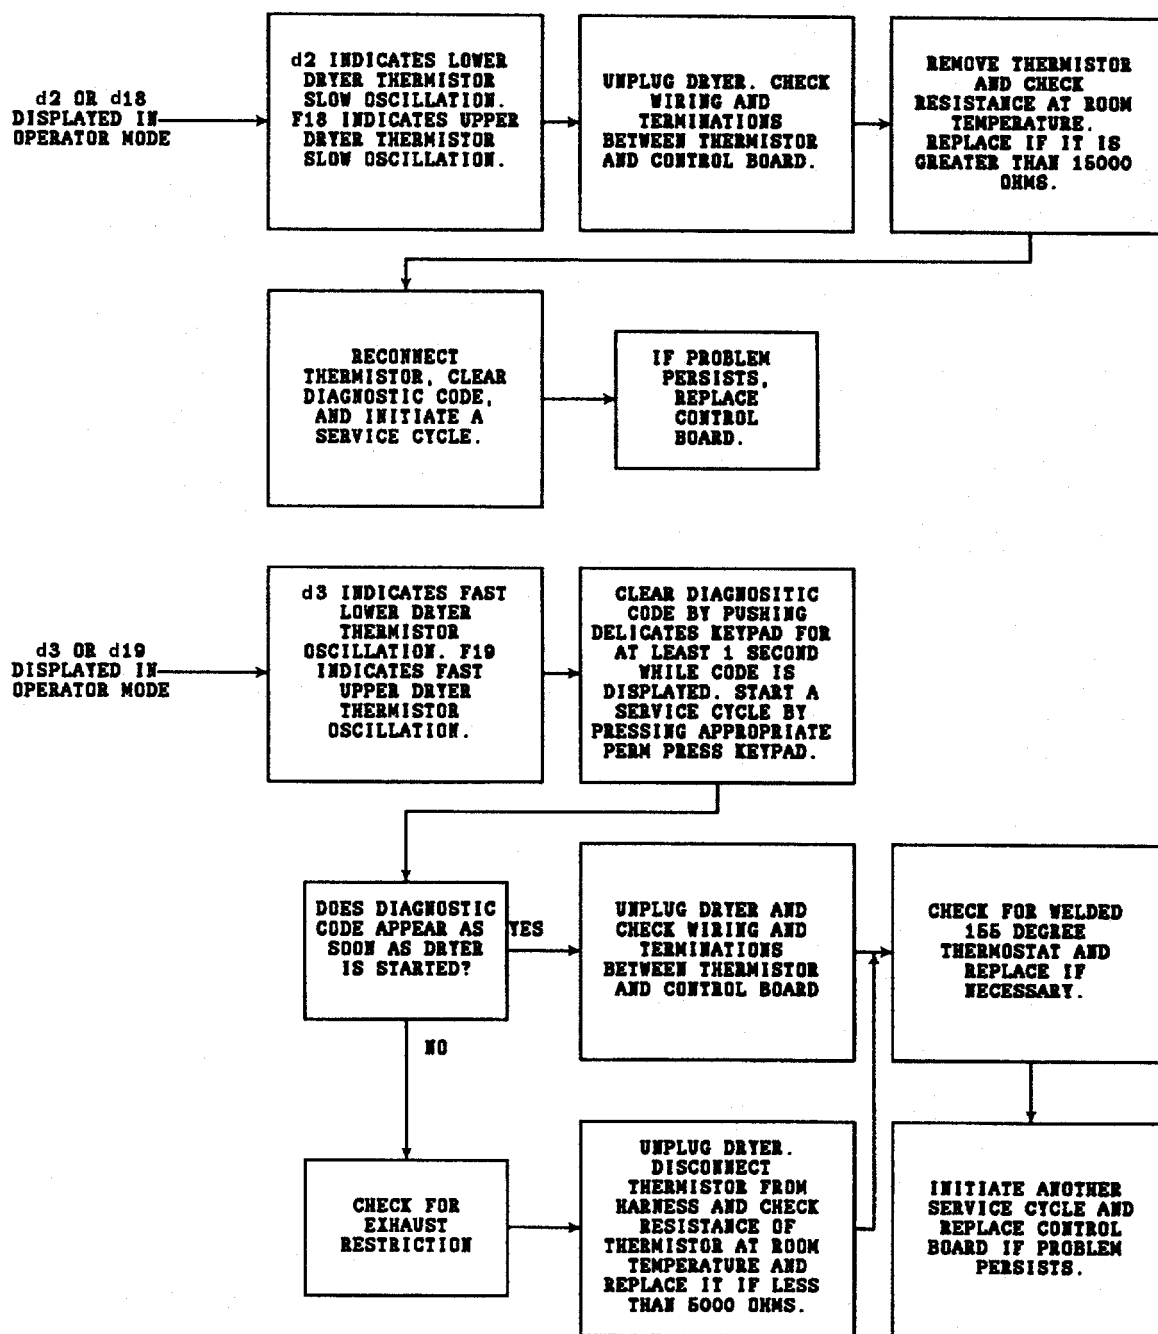 d2 OR d18
DISPLAYED IN
OPERATOR MODE
d2 INDICATES LOWER
DRYER THERMISTOR
SLOW OSCILLATION.
F18 INDICATES UPPER
DRYER THERMISTOR
SLOW OSCILLATION.
UNPLUG DRYER. CHECK
WIRING AND
TERMINATIONS
BETWEEN THERMISTOR
AND CONTROL BOARD.
REMOVE THERMISTOR
AND CHECK
RESISTANCE AT ROOM
TEMPERATURE.
REPLACE IF IT IS
GREATER THAN 15000
OHMS.
RECONNECT
THERMISTOR, CLEAR
DIAGNOSTIC CODE,
AND INITIATE A
SERVICE CYCLE.
IF PROBLEM
PERSISTS,
REPLACE
CONTROL
BOARD.
d3 OR d19
DISPLAYED IN
OPERATOR MODE
d3 INDICATES FAST
LOWER DRYER
THERMISTOR
OSCILLATION. F19
INDICATES FAST
UPPER DRYER
THERMISTOR
OSCILLATION.
CLEAR DIAGNOSITIC
CODE BY PUSHING
DELICATES KEYPAD FOR
AT LEAST 1 SECOND
WHILE CODE IS
DISPLAYED. START A
SERVICE CYCLE BY
PRESSING APPROPRIATE
PERM PRESS KEYPAD.
DOES DIAGNOSTIC
CODE APPEAR AS
SOON AS DRYER
IS STARTED?
YES
NO
UNPLUG DRYER AND
CHECK WIRING AND
TERMINATIONS
BETWEEN THERMISTOR
AND CONTROL BOARD
CHECK FOR WELDED
155 DEGREE
THERMOSTAT AND
REPLACE IF
NECESSARY.
CHECK FOR
EXHAUST
RESTRICTION
UNPLUG DRYER.
DISCONNECT
THERMISTOR FROM
HARNESS AND CHECK
RESISTANCE OF
THERMISTOR AT ROOM
TEMPERATURE AND
REPLACE IT IF LESS
THAN 5000 OHMS.
INITIATE ANOTHER
SERVICE CYCLE AND
REPLACE CONTROL
BOARD IF PROBLEM
PERSISTS.